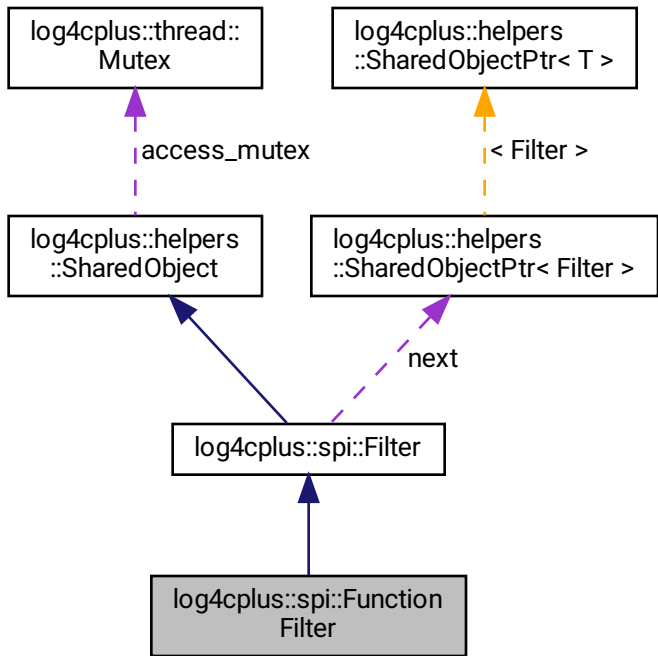 log4cplus::thread::
Mutex
log4cplus::helpers
::SharedObjectPtr< T >
access_mutex
< Filter >
log4cplus::helpers
::SharedObject
log4cplus::helpers
::SharedObjectPtr< Filter >
next
log4cplus::spi::Filter
log4cplus::spi::Function
Filter